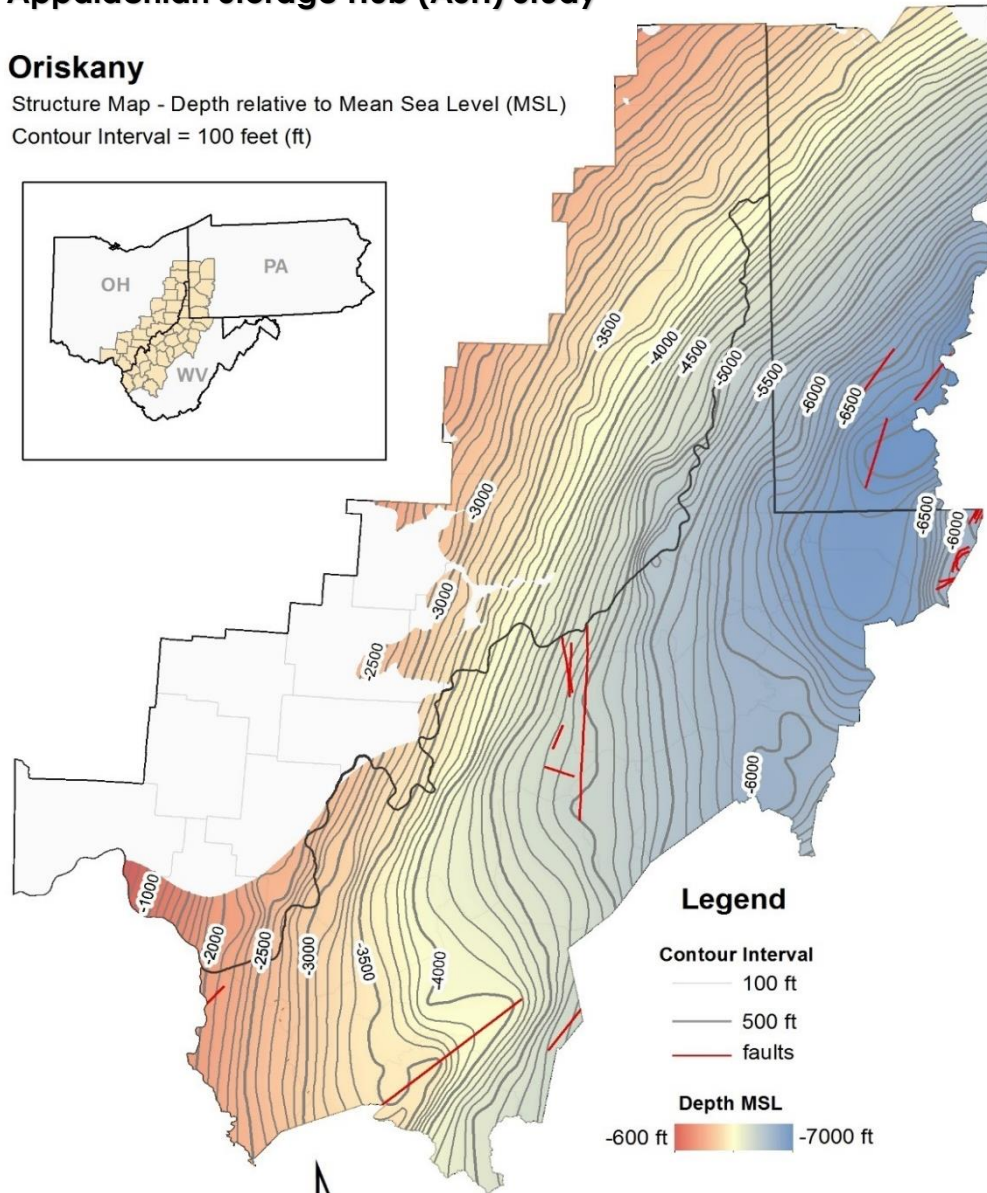 Appalachian Storage Hub (ASH) Study
Oriskany
Structure Map - Depth relative to Mean Sea Level (MSL)
Contour Interval = 100 feet (ft)
OH
PA
WV
-3500
-4000
-4500
-5000
-5500
-6000
-6500
-3000
-6500
-6000
-3000
-2500
-6000
-1000
-2000
-2500
-3000
-3500
-4000
Legend
Contour Interval
100 ft
500 ft
faults
Depth MSL
-600 ft
-7000 ft